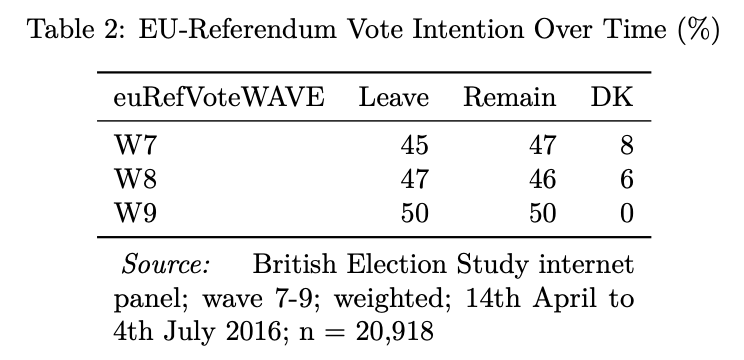 Table 2: EU-Referendum Vote Intention Over Time (%)
euRefVoteWAVE Leave Remain DK
W7 45 47 8
W8 47 46 6
W9 50 50 0
Source: British Election Study internet
panel; wave 7-9; weighted; 14th April to
4th July 2016; n = 20,918